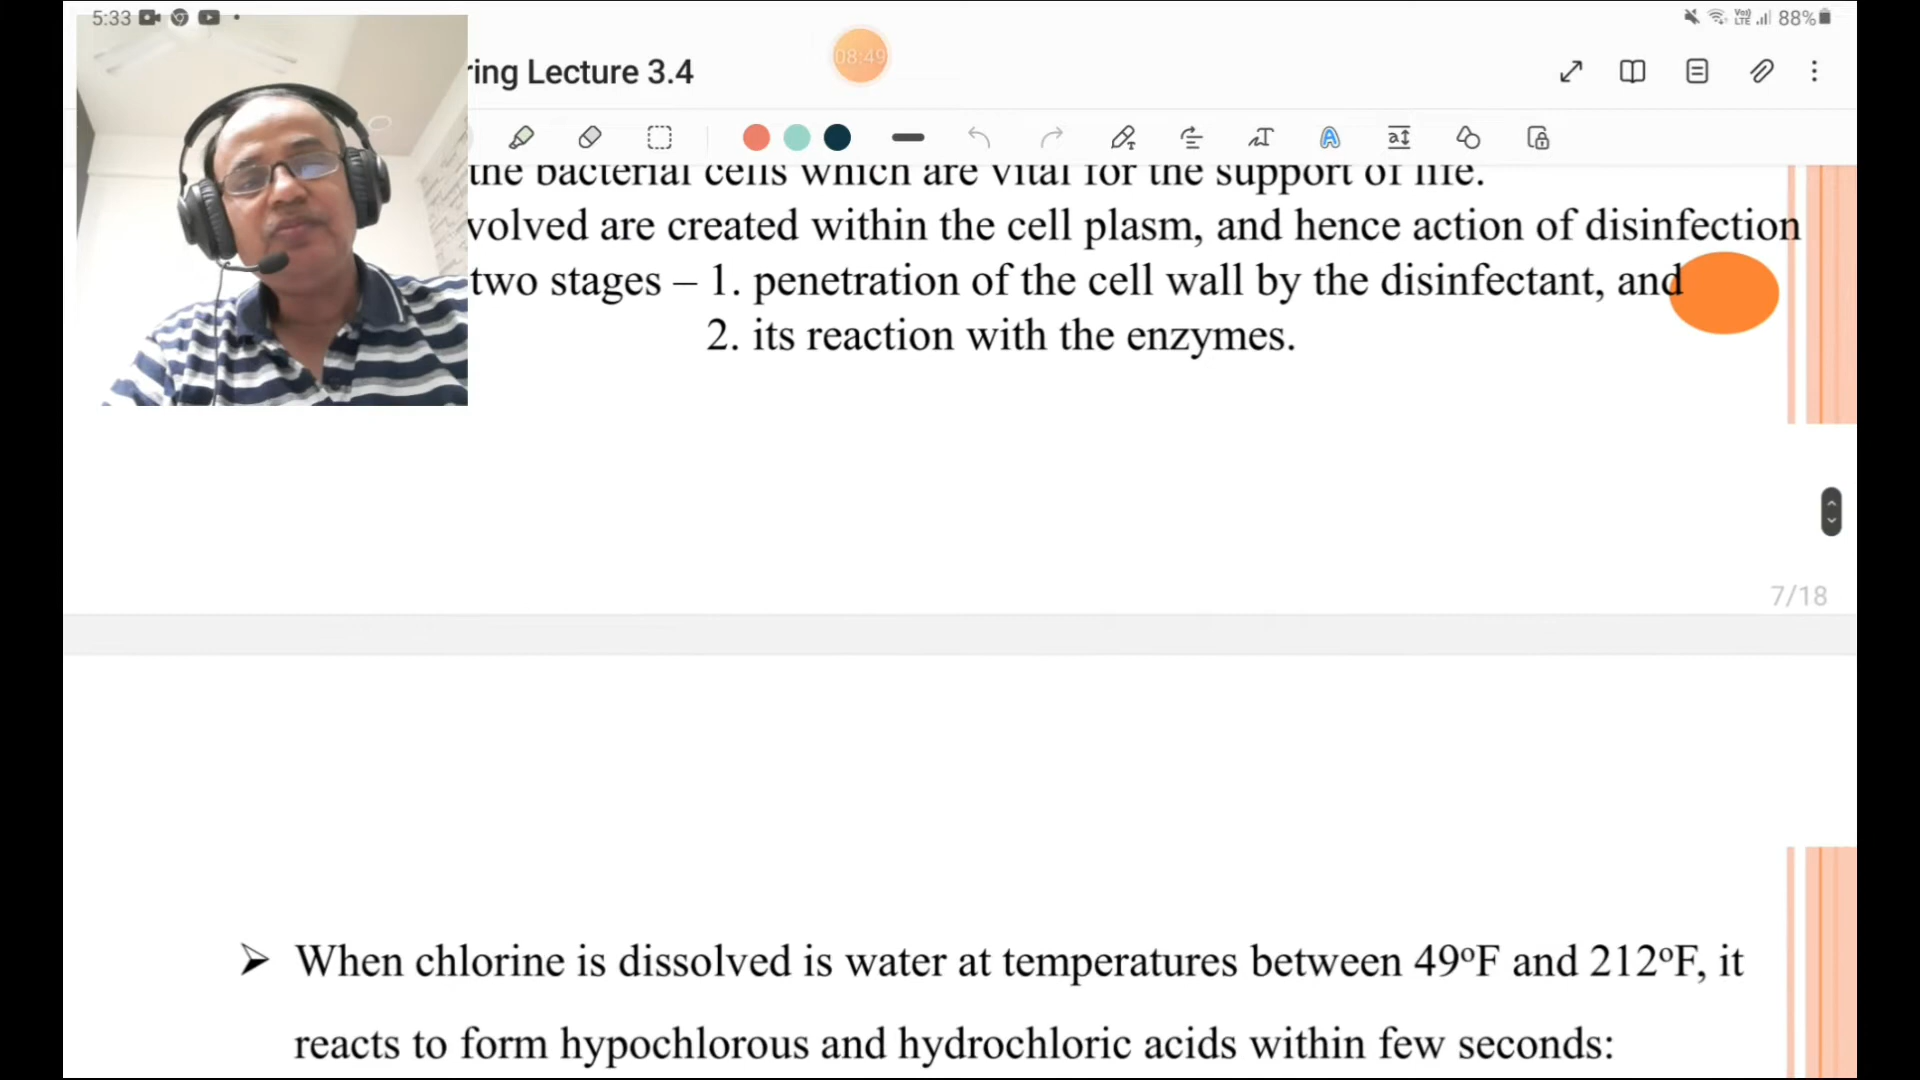 5:33
88%
08:49
ring Lecture 3.4
the bacterial cells which are vital for the support of life.
volved are created within the cell plasm, and hence action of disinfection
two stages – 1. penetration of the cell wall by the disinfectant, and
2. its reaction with the enzymes.
7/18
➢ When chlorine is dissolved is water at temperatures between 49ºF and 212ºF, it
reacts to form hypochlorous and hydrochloric acids within few seconds: